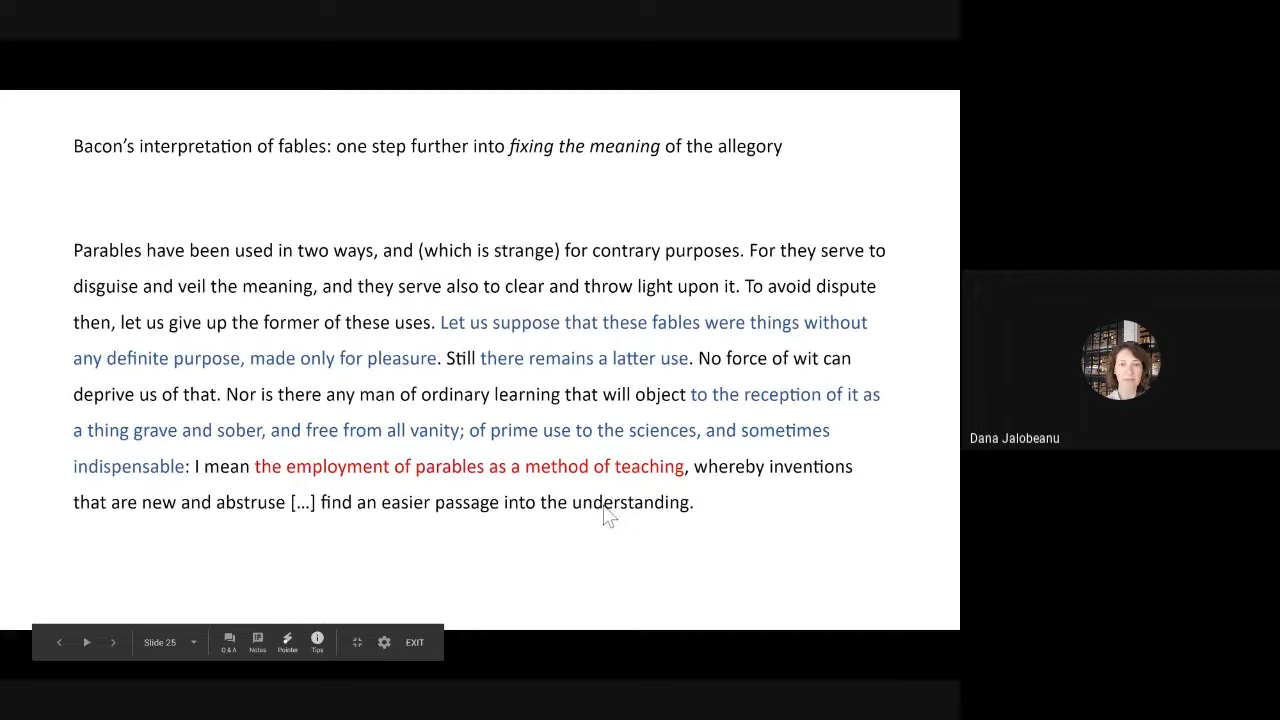 Bacon’s interpretation of fables: one step further into fixing the meaning of the allegory
Parables have been used in two ways, and (which is strange) for contrary purposes. For they serve to
disguise and veil the meaning, and they serve also to clear and throw light upon it. To avoid dispute
then, let us give up the former of these uses. Let us suppose that these fables were things without
any definite purpose, made only for pleasure. Still there remains a latter use. No force of wit can
deprive us of that. Nor is there any man of ordinary learning that will object to the reception of it as
a thing grave and sober, and free from all vanity; of prime use to the sciences, and sometimes
indispensable: I mean the employment of parables as a method of teaching, whereby inventions
that are new and abstruse […] find an easier passage into the understanding.
Dana Jalobeanu
Slide 25
Q & A
Notes
Pointer
Tips
EXIT